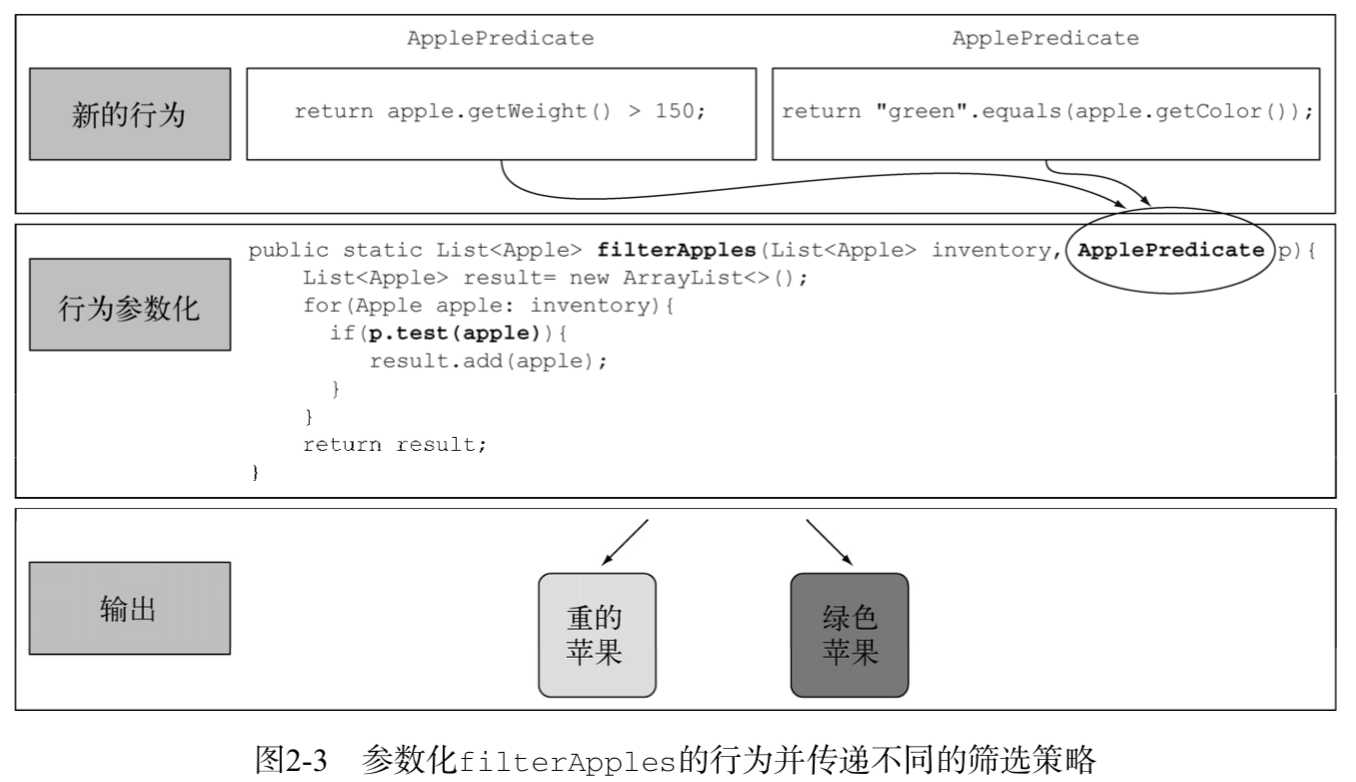 ApplePredicate
ApplePredicate
新的行为
return apple.getWeight() > 150;
return "green".equals(apple.getColor());
行为参数化
public static List<Apple> filterApples(List<Apple> inventory, ApplePredicate p){
List<Apple> result= new ArrayList<>();
for(Apple apple: inventory){
if(p.test(apple)){
result.add(apple);
}
}
return result;
}
输出
重的
苹果
绿色
苹果
图2-3 参数化filterApples的行为并传递不同的筛选策略